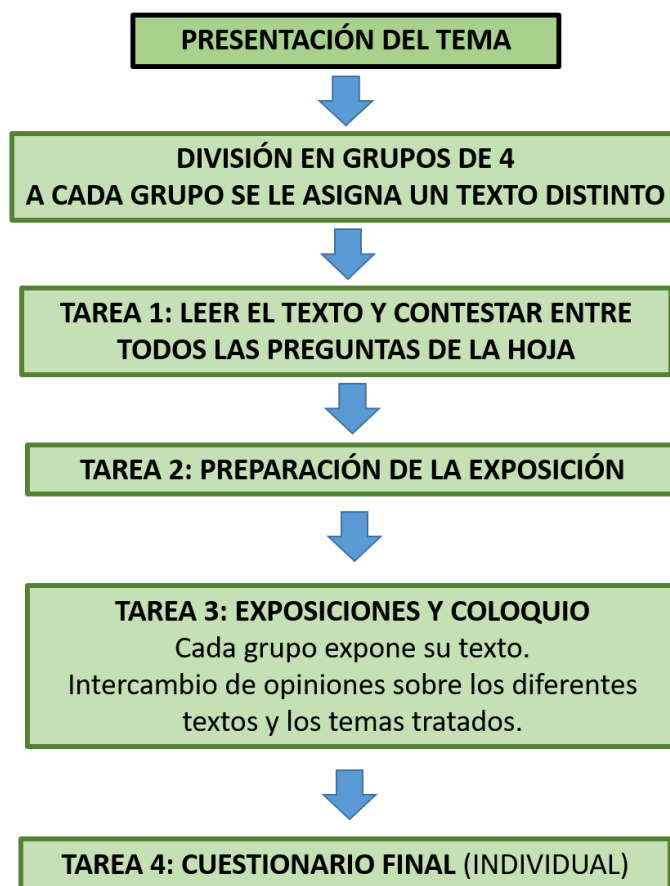 PRESENTACIÓN DEL TEMA
DIVISIÓN EN GRUPOS DE 4
A CADA GRUPO SE LE ASIGNA UN TEXTO DISTINTO
TAREA 1: LEER EL TEXTO Y CONTESTAR ENTRE
TODOS LAS PREGUNTAS DE LA HOJA
TAREA 2: PREPARACIÓN DE LA EXPOSICIÓN
TAREA 3: EXPOSICIONES Y COLOQUIO
Cada grupo expone su texto.
Intercambio de opiniones sobre los diferentes
textos y los temas tratados.
TAREA 4: CUESTIONARIO FINAL (INDIVIDUAL)